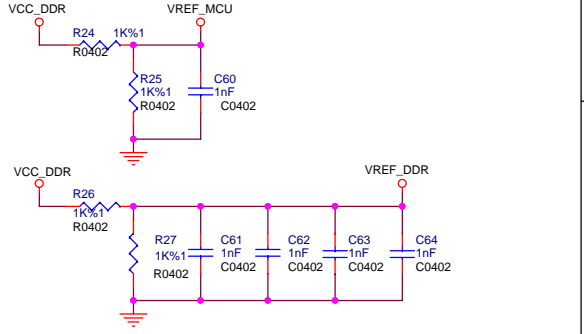 VCC_DDR
VREF_MCU
R24 1K%1
R0402
R25
1K%1
R0402
C60
1nF
C0402
VCC_DDR
VREF_DDR
R26
1K%1
R0402
R27
1K%1
R0402
C61
1nF
C0402
C62
1nF
C0402
C63
1nF
C0402
C64
1nF
C0402